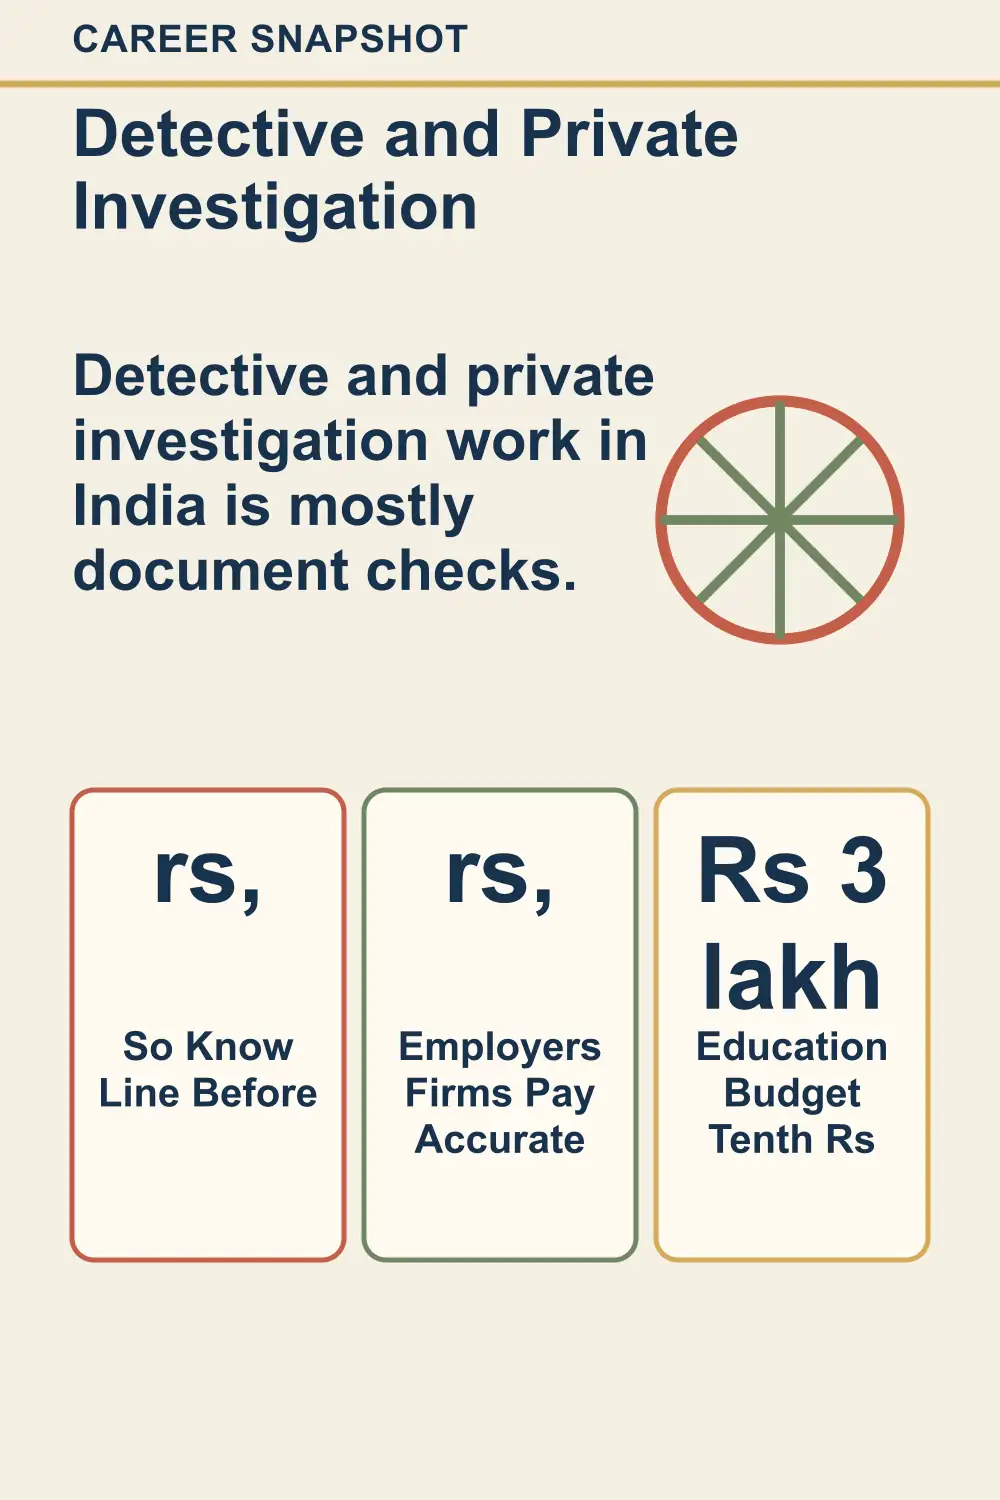 CAREER SNAPSHOT
Detective and Private
Investigation
Detective and private
investigation work in
India is mostly
document checks.
rs,
So Know
Line Before
rs,
Employers
Firms Pay
Accurate
Rs 3
lakh
Education
Budget
Tenth Rs